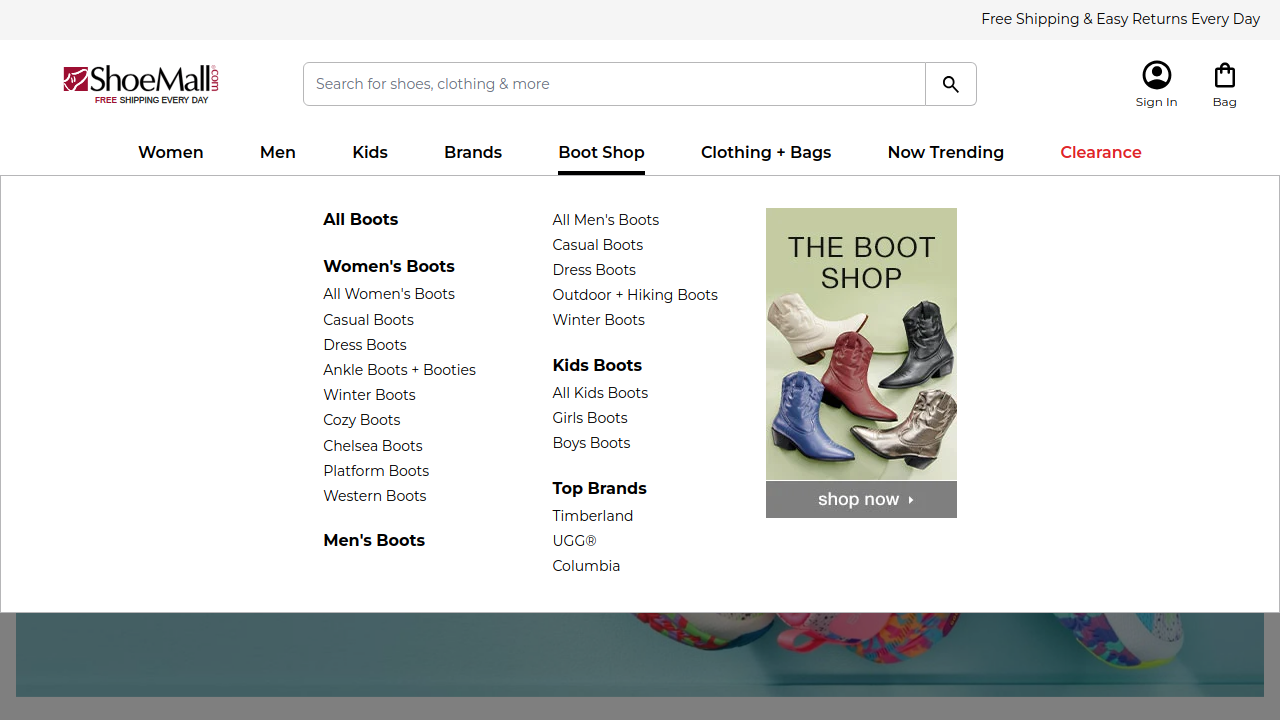 Free Shipping & Easy Returns Every Day
ShoeMall.com
FREE SHIPPING EVERY DAY
Search for shoes, clothing & more
Sign In
Bag
Women
Men
Kids
Brands
Boot Shop
Clothing + Bags
Now Trending
Clearance
All Boots
Women's Boots
All Women's Boots
Casual Boots
Dress Boots
Ankle Boots + Booties
Winter Boots
Cozy Boots
Chelsea Boots
Platform Boots
Western Boots
Men's Boots
All Men's Boots
Casual Boots
Dress Boots
Outdoor + Hiking Boots
Winter Boots
Kids Boots
All Kids Boots
Girls Boots
Boys Boots
Top Brands
Timberland
UGG®
Columbia
THE BOOT
SHOP
shop now